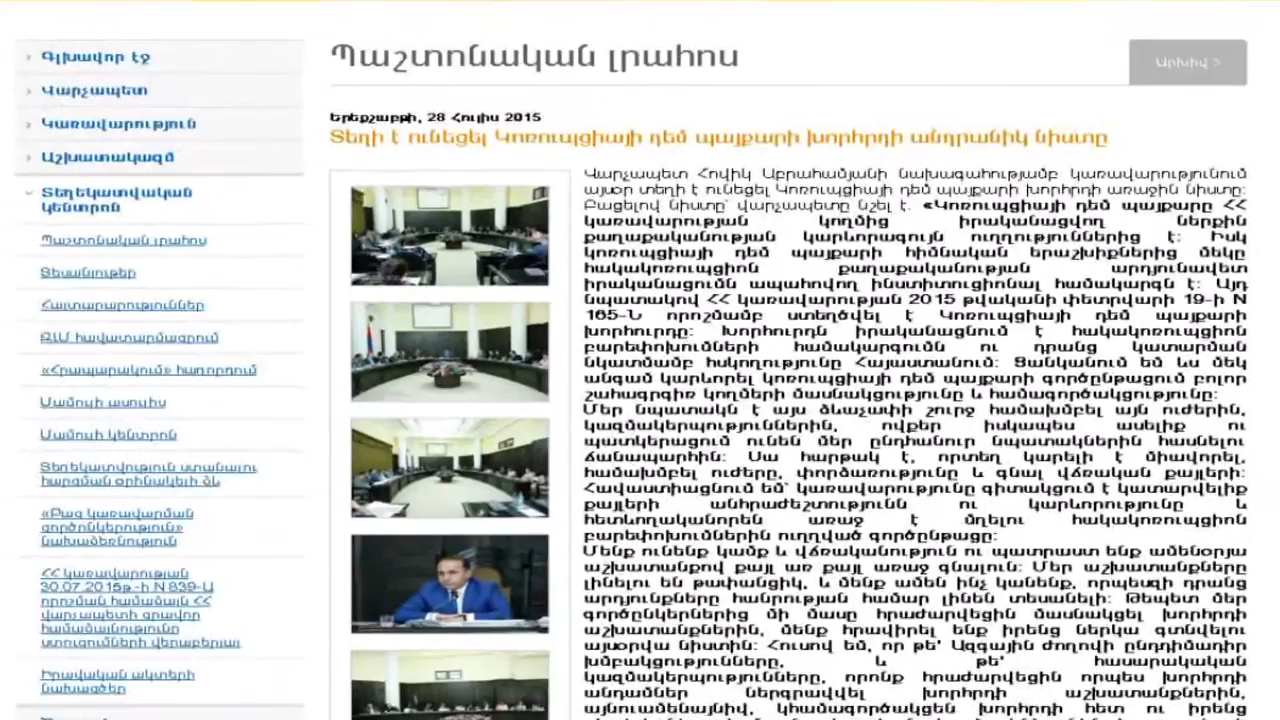 Պաշտոնական լրահոս
Արխիվ >
Գլխավոր էջ
Վարչապետ
Կառավարություն
Աշխատակազմ
Տեղեկատվական
կենտրոն
Պաշտոնական լրահոս
Տեսանյութեր
Հայտարարություններ
ԶԼՄ հավատարմագրում
«Հրապարակում» հաղորդում
Մամուլի ասուլիս
Մամուլի կենտրոն
Տեղեկատվություն ստանալու
հարցման օրինակելի ձև
«Բաց կառավարման
գործընկերություն»
նախաձեռնություն
ՀՀ կառավարության
30.07.2015թ.-ի N 839-Ա
որոշման համաձայն ՀՀ
վարչապետի գրավոր
համաձայնությունը
ստուգումների վերաբերյալ
Իրավական ակտերի
նախագծեր
Երեքշաբթի, 28 Հուլիս 2015
Տեղի է ունեցել Կոռուպցիայի դեմ պայքարի խորհրդի անդրանիկ նիստը
Վարչապետ Հովիկ Աբրահամյանի նախագահությամբ կառավարությունում
այսօր տեղի է ունեցել Կոռուպցիայի դեմ պայքարի խորհրդի առաջին նիստը:
Բացելով նիստը՝ վարչապետը նշել է. «Կոռուպցիայի դեմ պայքարը ՀՀ
կառավարության կողմից իրականացվող ներքին
քաղաքականության կարևորագույն ուղղություններից է: Իսկ
կոռուպցիայի դեմ պայքարի հիմնական երաշխիքներից մեկը
հակակոռուպցիոն քաղաքականության արդյունավետ
իրականացումն ապահովող ինստիտուցիոնալ համակարգն է: Այդ
նպատակով ՀՀ կառավարության 2015 թվականի փետրվարի 19-ի N
165-Ն որոշմամբ ստեղծվել է Կոռուպցիայի դեմ պայքարի
խորհուրդը: Խորհուրդն իրականացնում է հակակոռուպցիոն
բարեփոխումների համակարգումն ու դրանց կատարման
նկատմամբ հսկողությունը Հայաստանում: Ցանկանում եմ ևս մեկ
անգամ կարևորել կոռուպցիայի դեմ պայքարի գործընթացում բոլոր
շահագրգիռ կողմերի մասնակցությունը և համագործակցությունը:
Մեր նպատակն է այս ձևաչափի շուրջ համախմբել այն ուժերին,
կազմակերպություններին, ովքեր իսկապես ասելիք ու
պատկերացում ունեն մեր ընդհանուր նպատակներին հասնելու
ճանապարհին: Սա հարթակ է, որտեղ կարելի է միավորել,
համախմբել ուժերը, փորձառությունը և գնալ վճռական քայլերի:
Հավաստիացնում եմ՝ կառավարությունը գիտակցում է կատարվելիք
քայլերի անհրաժեշտությունն ու կարևորությունը և
հետևողականորեն առաջ է մղելու հակակոռուպցիոն
բարեփոխումներին ուղղված գործընթացը:
Մենք ունենք կամք և վճռականություն ու պատրաստ ենք ամենօրյա
աշխատանքով քայլ առ քայլ առաջ գնալուն: Մեր աշխատանքները
լինելու են թափանցիկ, և մենք ամեն ինչ կանենք, որպեսզի դրանց
արդյունքները հանրության համար լինեն տեսանելի: Թեպետ մեր
գործընկերներից մի մասը հրաժարվեցին մասնակցել խորհրդի
աշխատանքներին, մենք հրավիրել ենք իրենց ներկա գտնվելու
այսօրվա նիստին: Հուսով եմ, որ թե' Ազգային ժողովի ընդդիմադիր
խմբակցությունները, և թե' հասարակական
կազմակերպությունները, որոնք հրաժարվեցին որպես խորհրդի
անդամներ ներգրավվել խորհրդի աշխատանքներին,
այնուամենայնիվ, կհամագործակցեն խորհրդի հետ ու իրենց